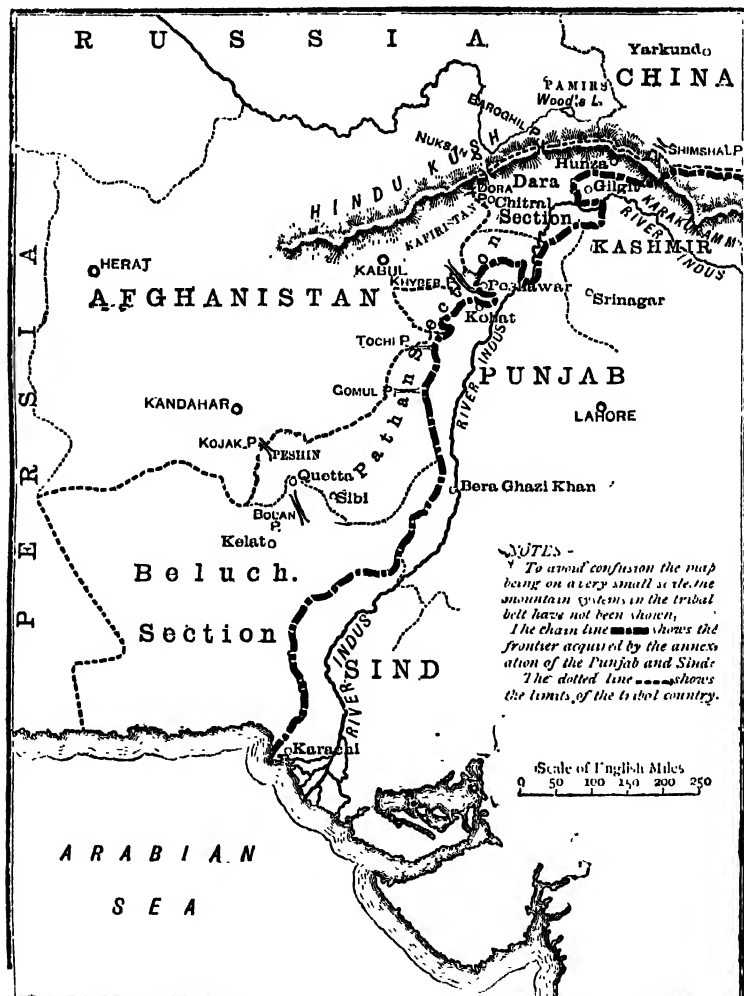 RUSSIA
Yarkund
CHINA
PAMIRS
Wood's L.
BAROGHIL P.
NUKSAN
SHIMSHAL P
HINDU KUSH
Hunza
DORA
P.
Dara
Section
Gilgit
Chitral
KAFIRISTAN
KARAKURAM M
RIVER INDUS
KASHMIR
HERAT
KABUL
AFGHANISTAN
KHYBER P.
Peshawar
Kohat
Srinagar
Pathan Section
TOCHI P.
GOMUL P.
RIVER INDUS
PUNJAB
PERSIA
KANDAHAR
LAHORE
KOJAK P.
PESHIN
Quetta
Sibi
BOLAN
P.
Dera Ghazi Khan
Kelat
Beluch.
Section
NOTES -
To avoid confusion the map
being on a very small scale, the
mountain systems in the tribal
belt have not been shown,
The chain line shows the
frontier acquired by the annex-
ation of the Punjab and Sinde
The dotted line shows
the limits of the tribal country.
RIVER INDUS
SIND
Karachi
Scale of English Miles
0 50 100 150 200 250
ARABIAN
SEA